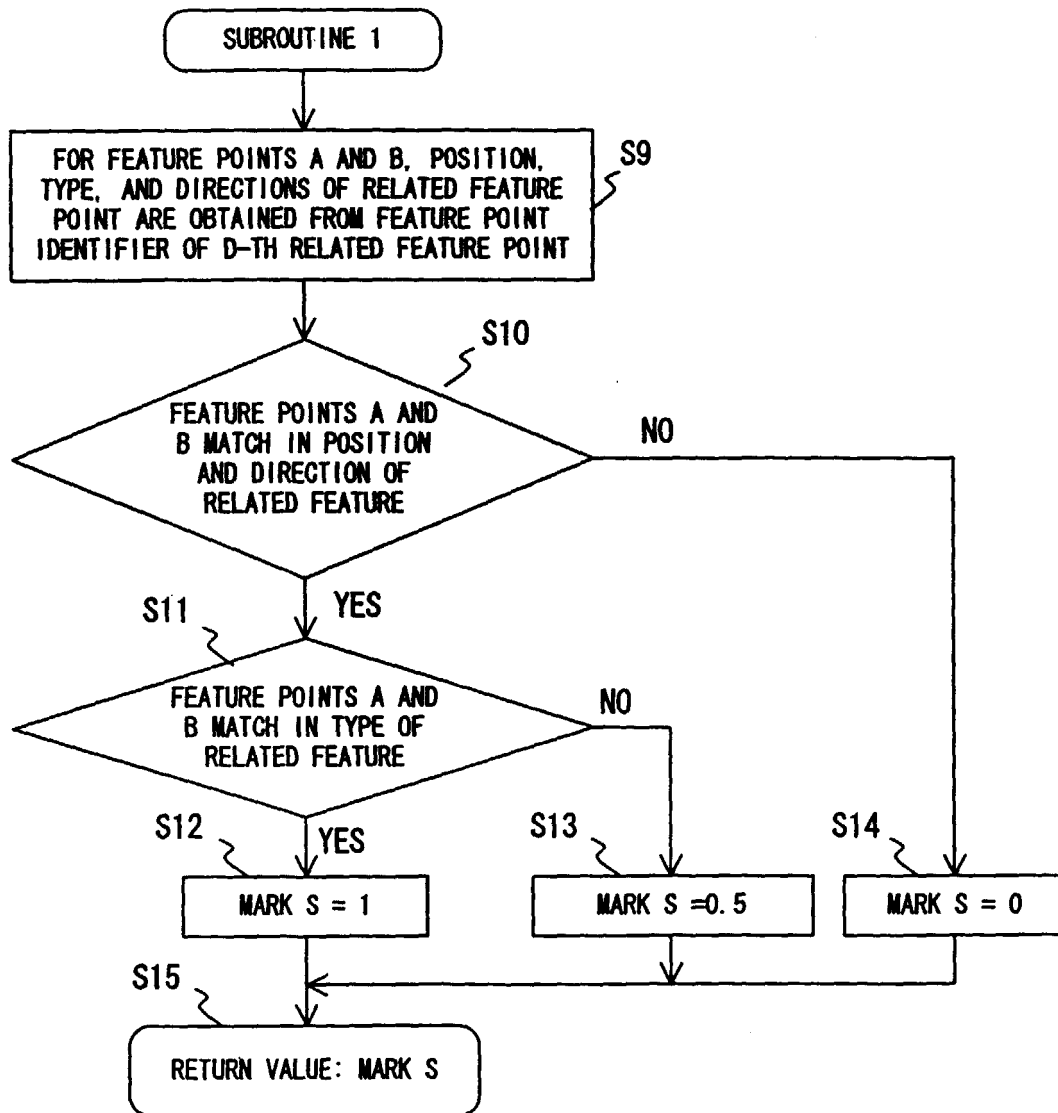 SUBROUTINE 1
FOR FEATURE POINTS A AND B, POSITION,
TYPE, AND DIRECTIONS OF RELATED FEATURE
POINT ARE OBTAINED FROM FEATURE POINT
IDENTIFIER OF D-TH RELATED FEATURE POINT
S9
S10
FEATURE POINTS A AND
B MATCH IN POSITION
AND DIRECTION OF
RELATED FEATURE
NO
YES
S11
FEATURE POINTS A AND
B MATCH IN TYPE OF
RELATED FEATURE
NO
YES
S12
MARK S = 1
S13
MARK S =0.5
S14
MARK S = 0
S15
RETURN VALUE: MARK S